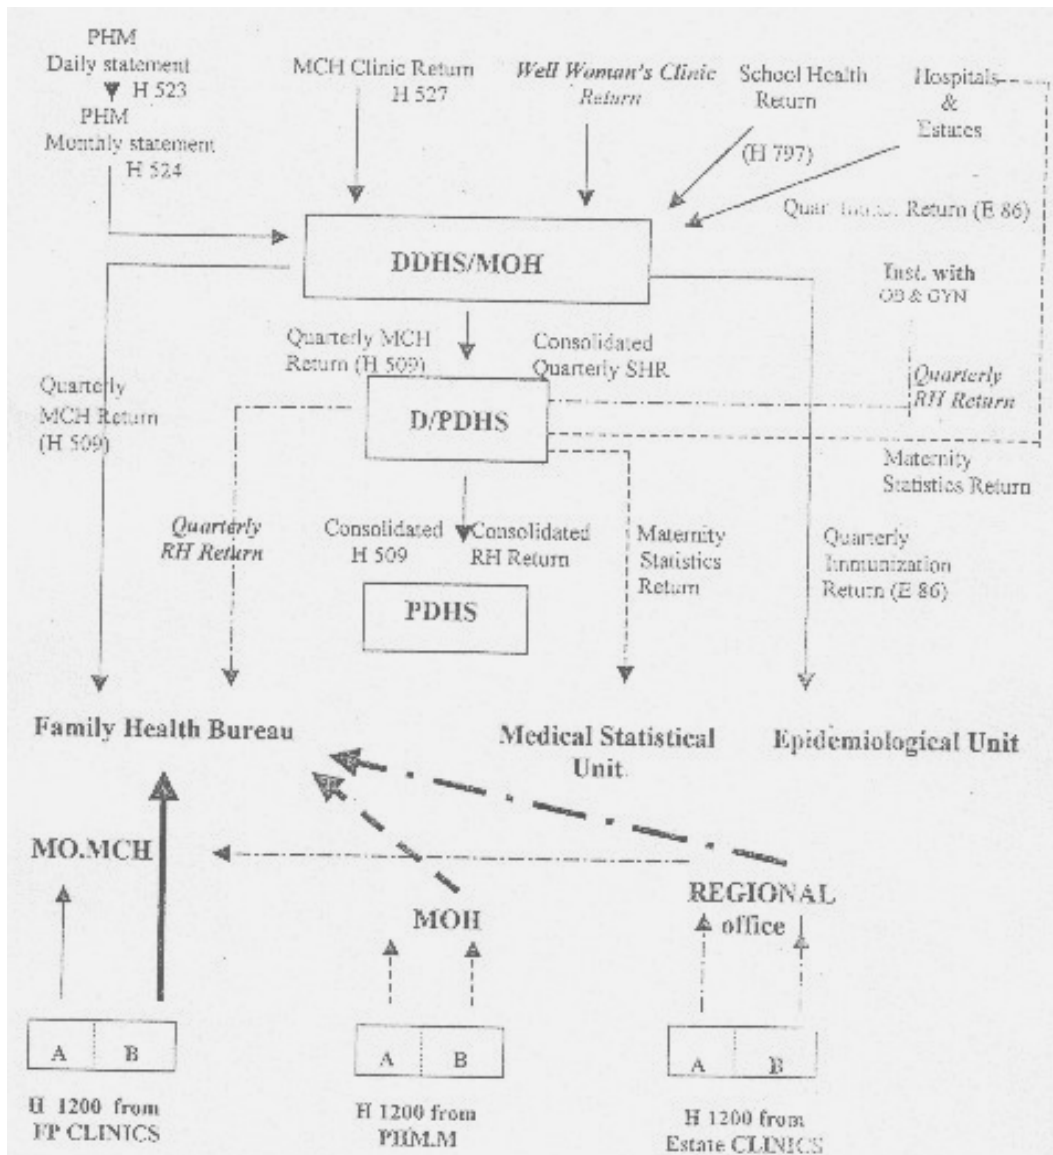 PHM
Daily statement
H 523
PHM
Monthly statement
H 524
MCH Clinic Return
H 527
Well Woman's Clinic
Return
School Health
Return
(H 797)
Hospitals
&
Estates
Return (E 86)
DDHS/MOH
Inst. with
OB & GYN
Quarterly MCH
Return (H 509)
Consolidated
Quarterly SHR
Quarterly
MCH Return
(H 509)
D/PDHS
Quarterly
RH Return
Maternity
Statistics Return
Quarterly
RH Return
Consolidated
H 509
Consolidated
RH Return
Maternity
Statistics
Return
Quarterly
Immunization
Return (E 86)
PDHS
Family Health Bureau
Medical Statistical
Unit.
Epidemiological Unit
MO.MCH
MOH
REGIONAL
office
A B
A B
A B
H 1200 from
FP CLINICS
H 1200 from
PHM.M
H 1200 from
Estate CLINICS